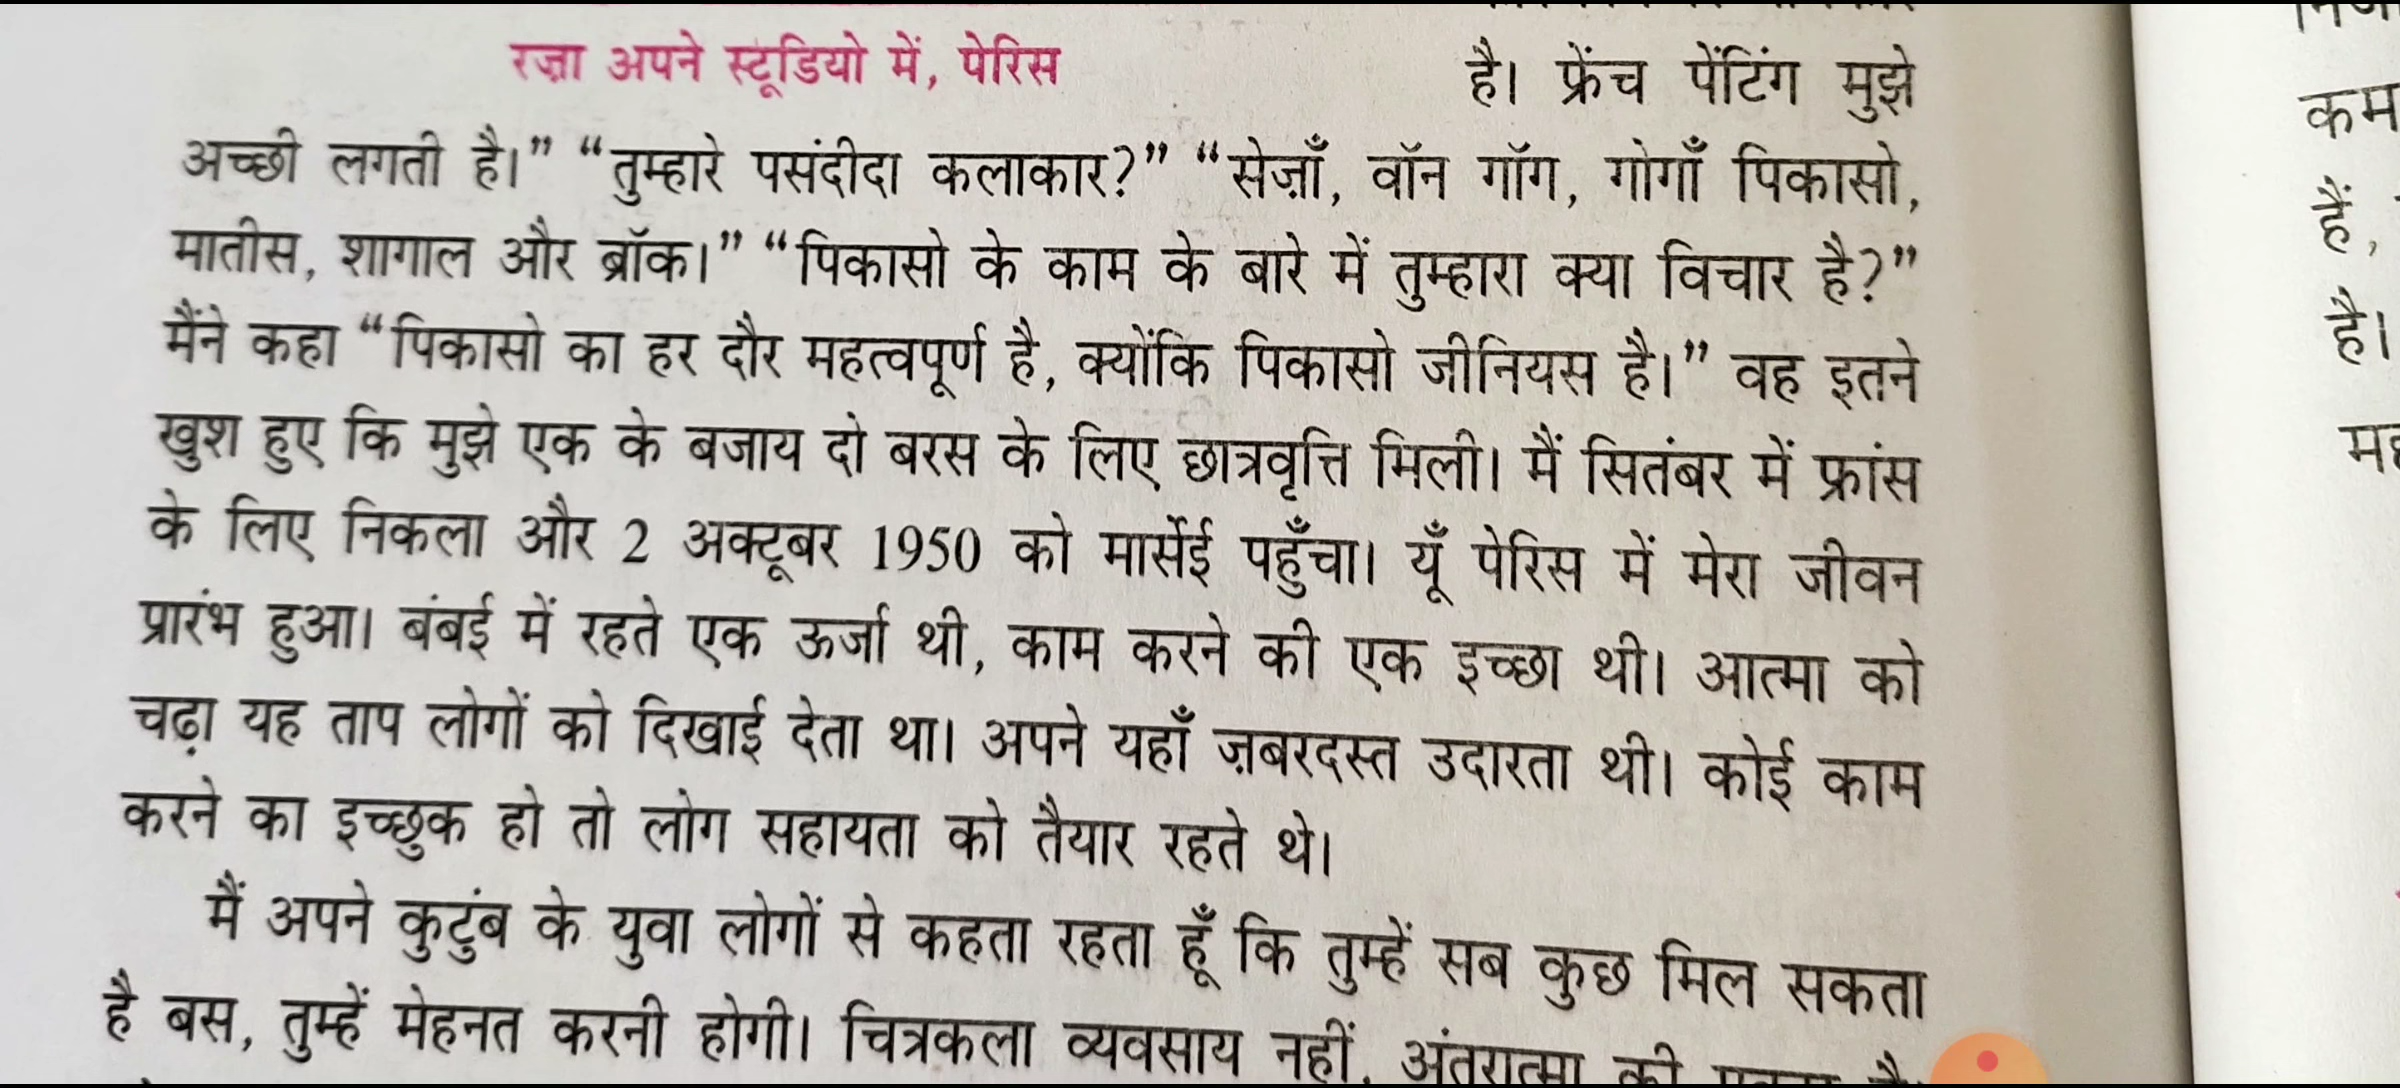 रज़ा अपने स्टूडियो में, पेरिस
है। फ्रेंच पेंटिंग मुझे
अच्छी लगती है।” “तुम्हारे पसंदीदा कलाकार?” “सेज़ाँ, वॉन गॉग, गोगाँ पिकासो,
मातीस, शागाल और ब्रॉक।” “पिकासो के काम के बारे में तुम्हारा क्या विचार है?”
मैंने कहा “पिकासो का हर दौर महत्वपूर्ण है, क्योंकि पिकासो जीनियस है।” वह इतने
खुश हुए कि मुझे एक के बजाय दो बरस के लिए छात्रवृत्ति मिली। मैं सितंबर में फ्रांस
के लिए निकला और 2 अक्टूबर 1950 को मार्सेई पहुँचा। यूँ पेरिस में मेरा जीवन
प्रारंभ हुआ। बंबई में रहते एक ऊर्जा थी, काम करने की एक इच्छा थी। आत्मा को
चढ़ा यह ताप लोगों को दिखाई देता था। अपने यहाँ ज़बरदस्त उदारता थी। कोई काम
करने का इच्छुक हो तो लोग सहायता को तैयार रहते थे।
मैं अपने कुटुंब के युवा लोगों से कहता रहता हूँ कि तुम्हें सब कुछ मिल सकता
है बस, तुम्हें मेहनत करनी होगी। चित्रकला व्यवसाय नहीं, अंतरात्मा की
कम
हैं,
है।